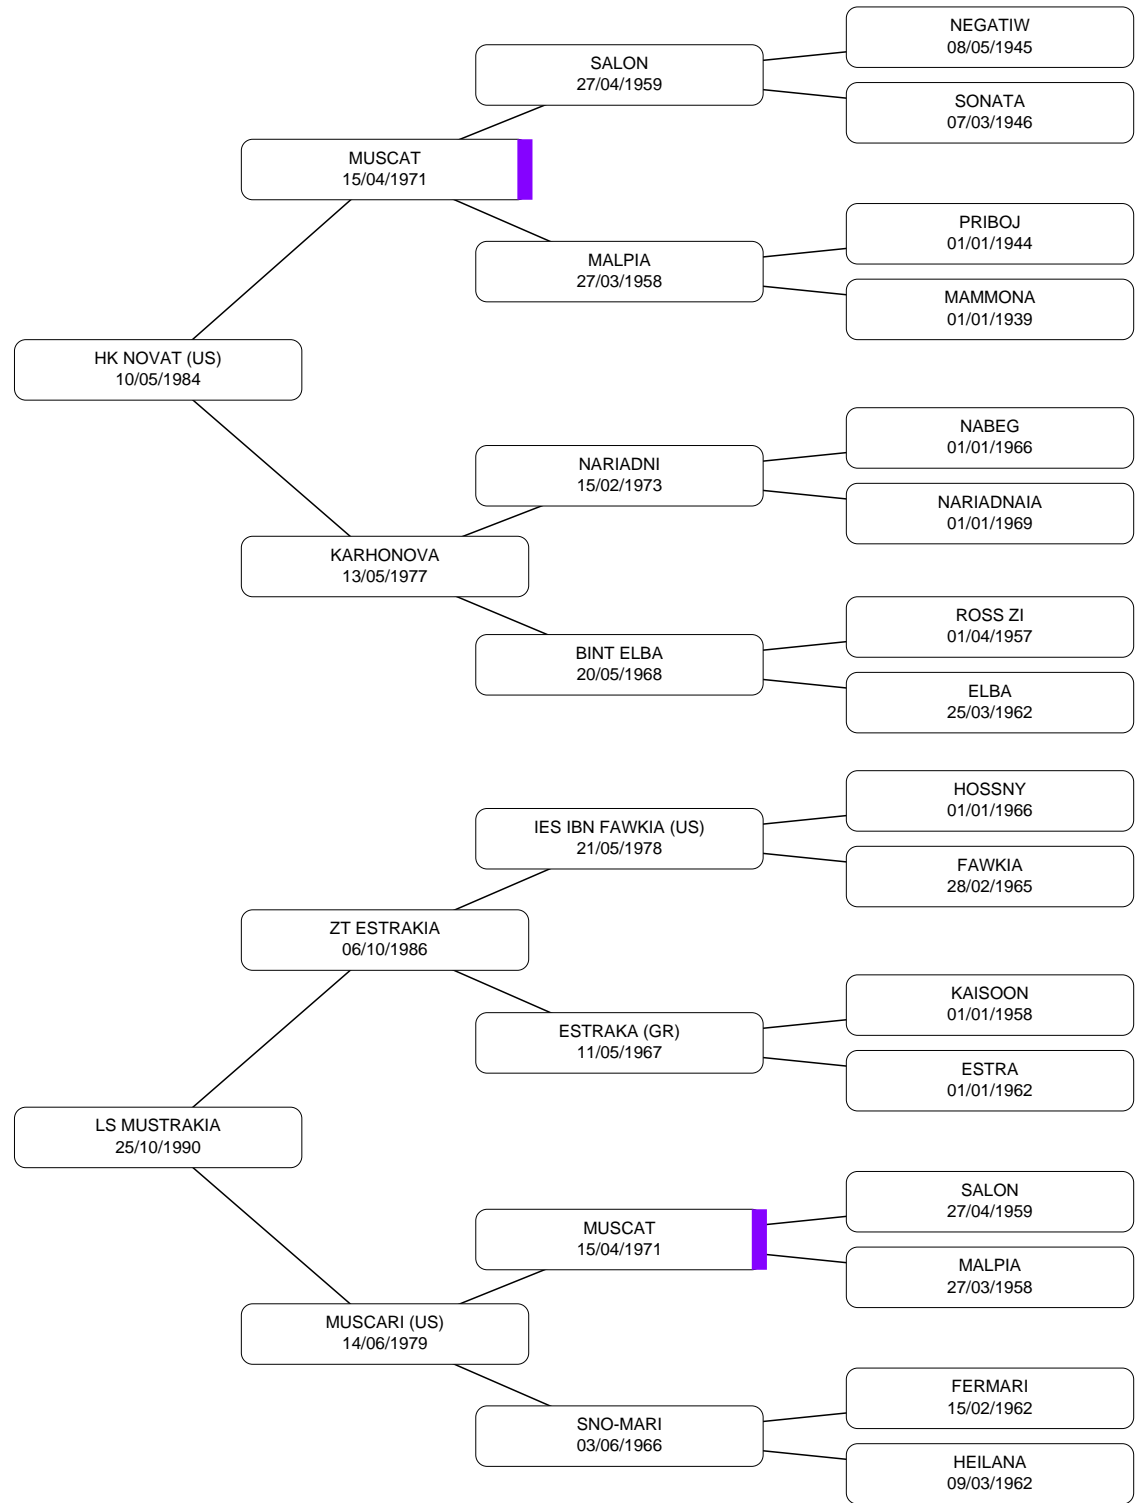 NEGATIW
08/05/1945
SALON
27/04/1959
SONATA
07/03/1946
MUSCAT
15/04/1971
PRIBOJ
01/01/1944
MALPIA
27/03/1958
MAMMONA
01/01/1939
HK NOVAT (US)
10/05/1984
NABEG
01/01/1966
NARIADNI
15/02/1973
NARIADNAIA
01/01/1969
KARHONOVA
13/05/1977
ROSS ZI
01/04/1957
BINT ELBA
20/05/1968
ELBA
25/03/1962
HOSSNY
01/01/1966
IES IBN FAWKIA (US)
21/05/1978
FAWKIA
28/02/1965
ZT ESTRAKIA
06/10/1986
KAISOON
01/01/1958
ESTRAKA (GR)
11/05/1967
ESTRA
01/01/1962
LS MUSTRAKIA
25/10/1990
SALON
27/04/1959
MUSCAT
15/04/1971
MALPIA
27/03/1958
MUSCARI (US)
14/06/1979
FERMARI
15/02/1962
SNO-MARI
03/06/1966
HEILANA
09/03/1962